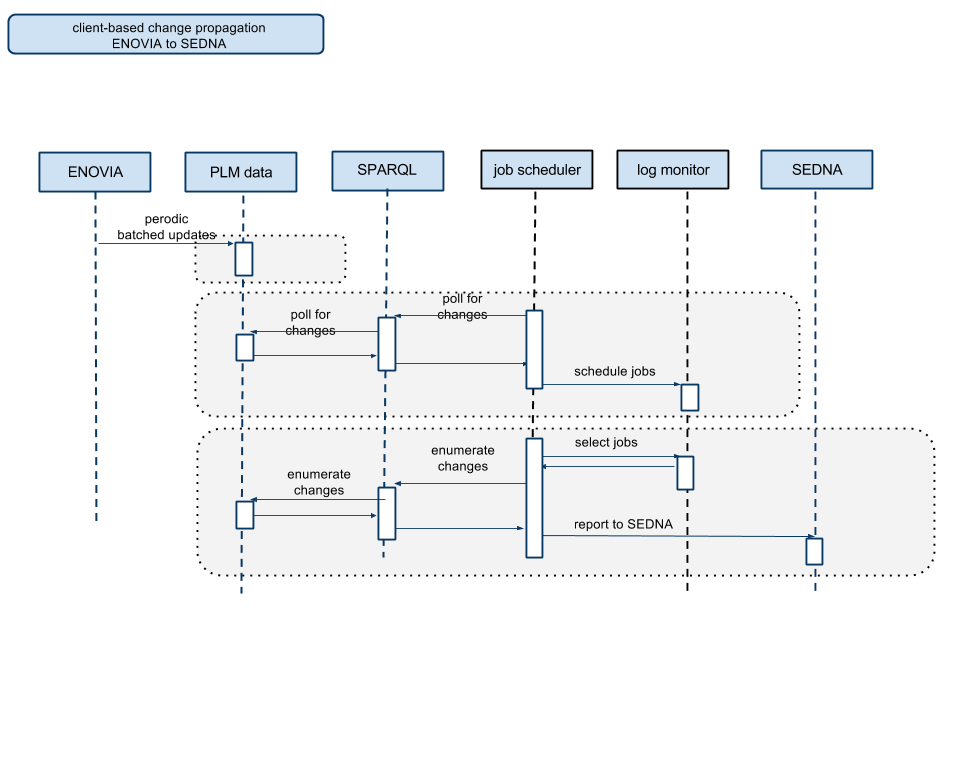 client-based change propagation
ENOVIA to SEDNA
ENOVIA
PLM data
SPARQL
job scheduler
log monitor
SEDNA
perodic
batched updates
poll for
changes
poll for
changes
schedule jobs
select jobs
enumerate
changes
enumerate
changes
report to SEDNA